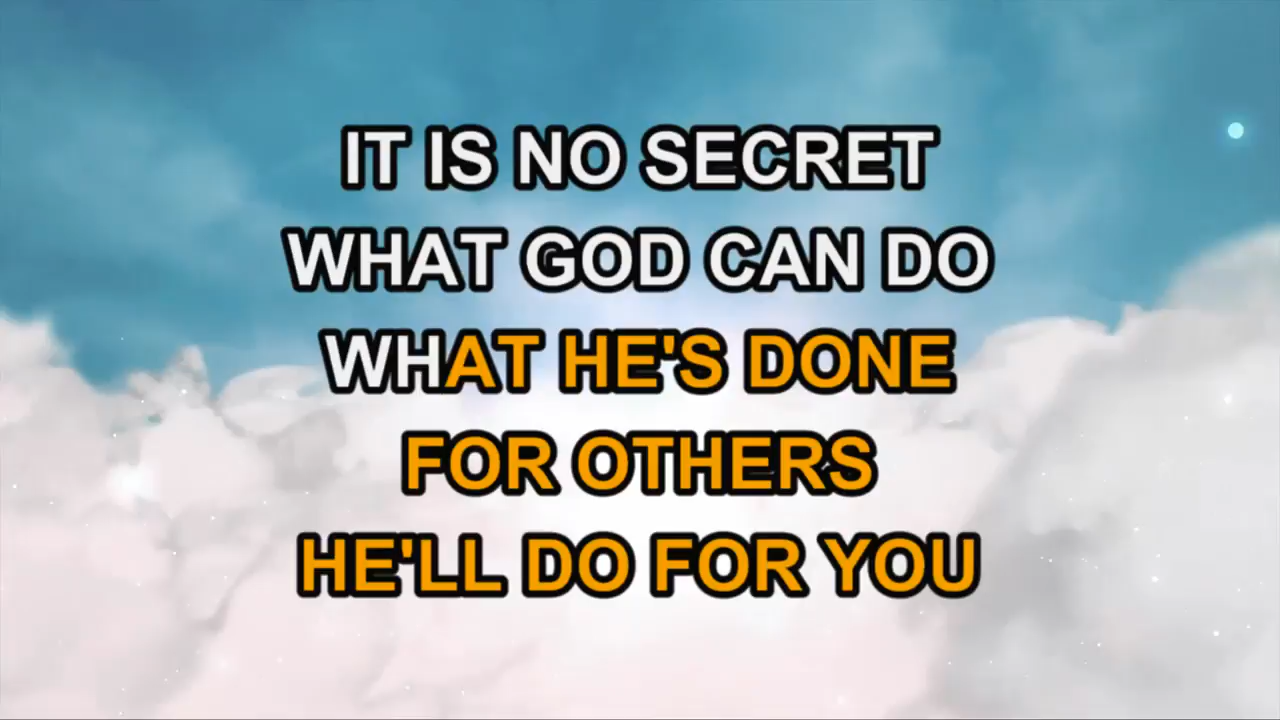 IT IS NO SECRET
WHAT GOD CAN DO
WHAT HE'S DONE
FOR OTHERS
HE'LL DO FOR YOU